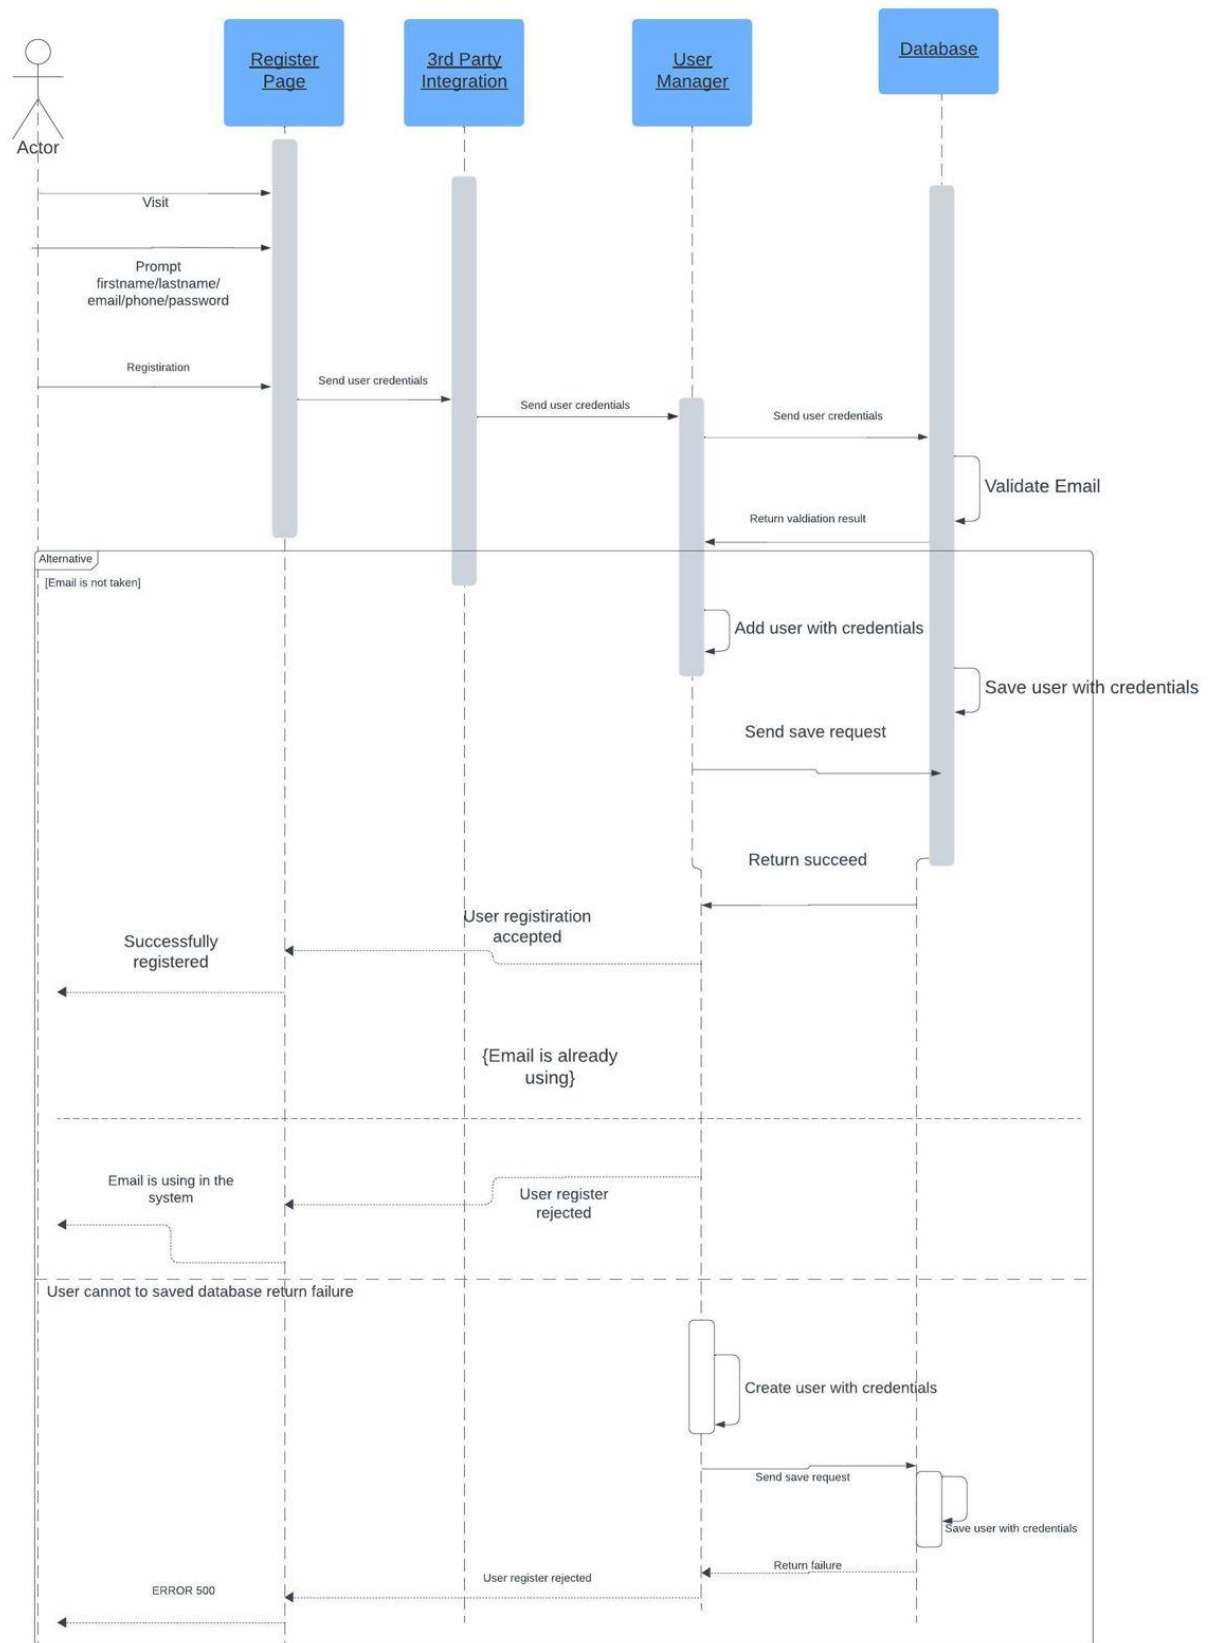 Register
Page
3rd Party
Integration
User
Manager
Database
Actor
Visit
Prompt
firstname/lastname/
email/phone/password
Registiration
Send user credentials
Send user credentials
Send user credentials
Validate Email
Return valdiation result
Alternative
[Email is not taken]
Add user with credentials
Save user with credentials
Send save request
Return succeed
User registiration
accepted
Successfully
registered
{Email is already
using}
Email is using in the
system
User register
rejected
User cannot to saved database return failure
Create user with credentials
Send save request
Save user with credentials
Return failure
User register rejected
ERROR 500